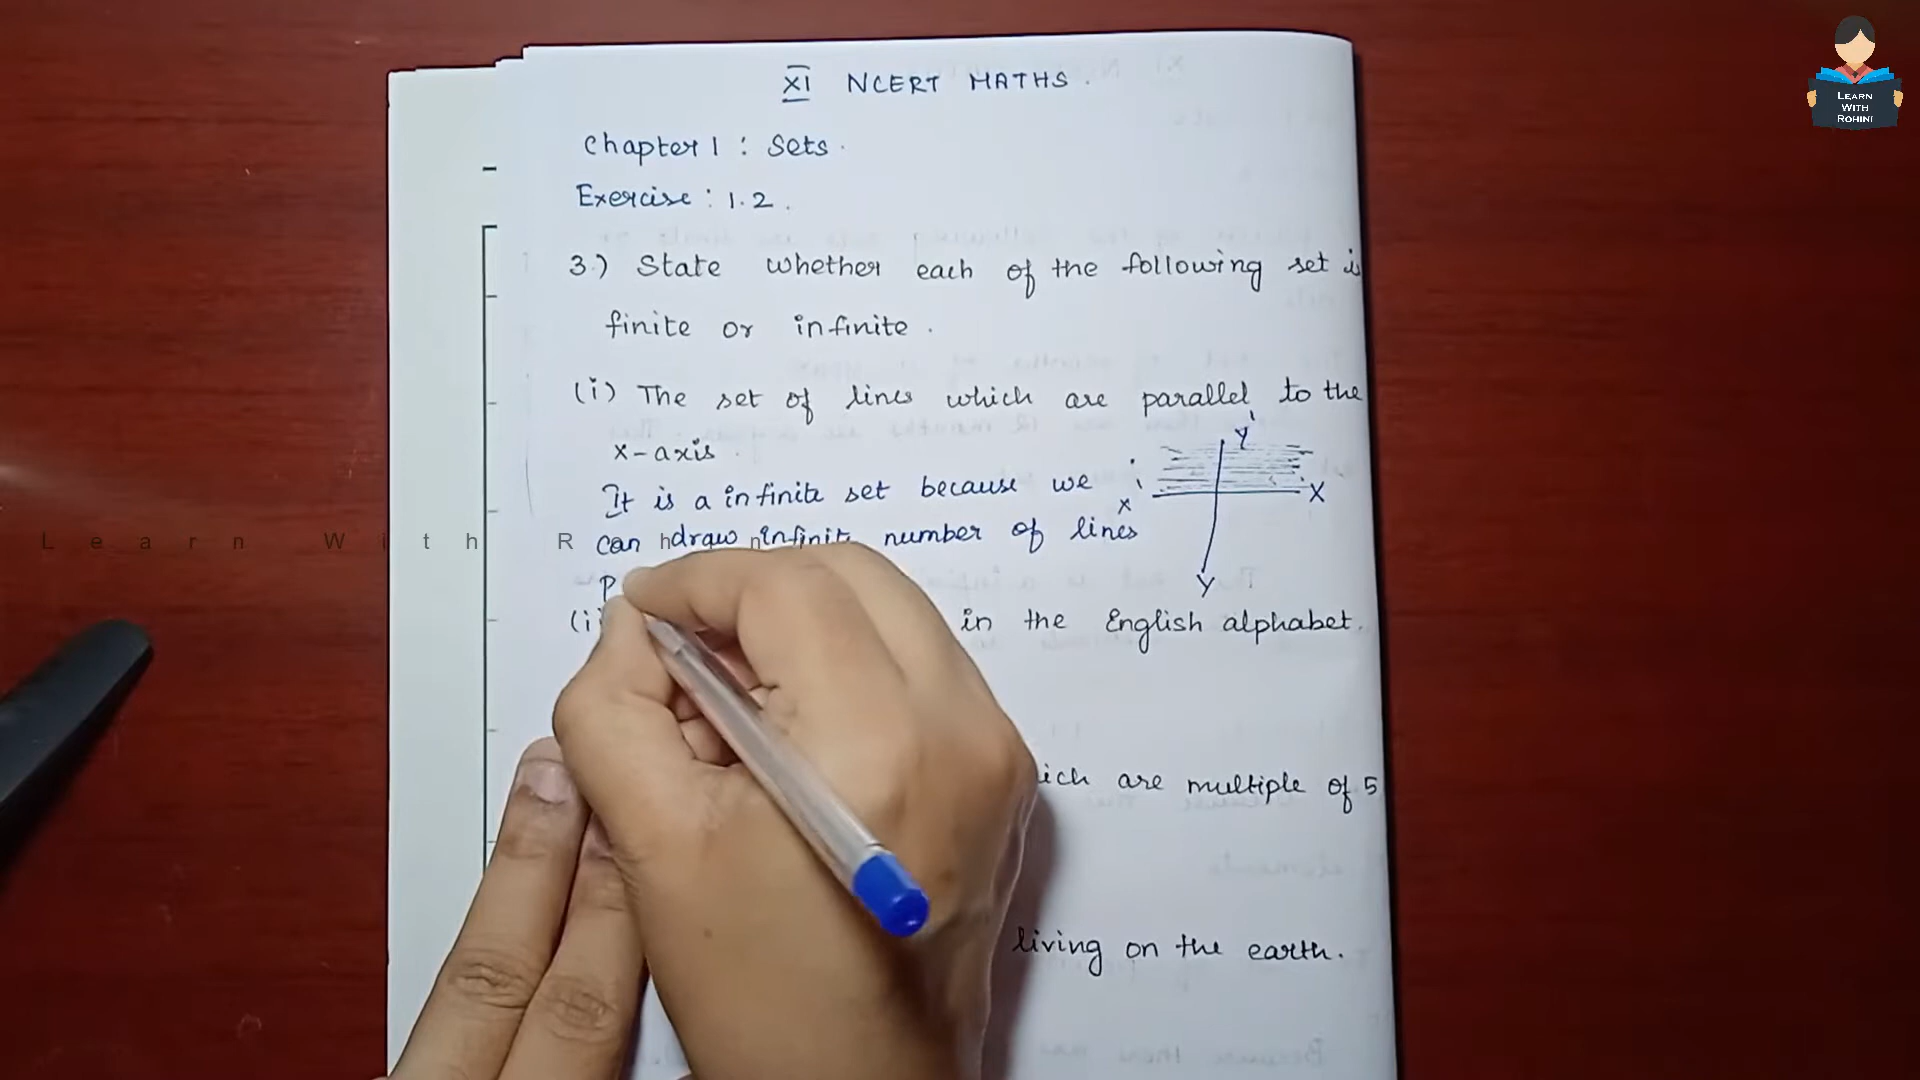 XI NCERT MATHS.
Chapter 1 : Sets.
Exercise : 1.2.
3.) State whether each of the following set is
finite or infinite.
(i) The set of lines which are parallel to the
x-axis.
It is a infinite set because we
can draw infinite number of lines
P
Y'
X' X
Y
(i in the English alphabet.
ich are multiple of 5
living on the earth.
LEARN
WITH
ROHINI
Learn With R h n